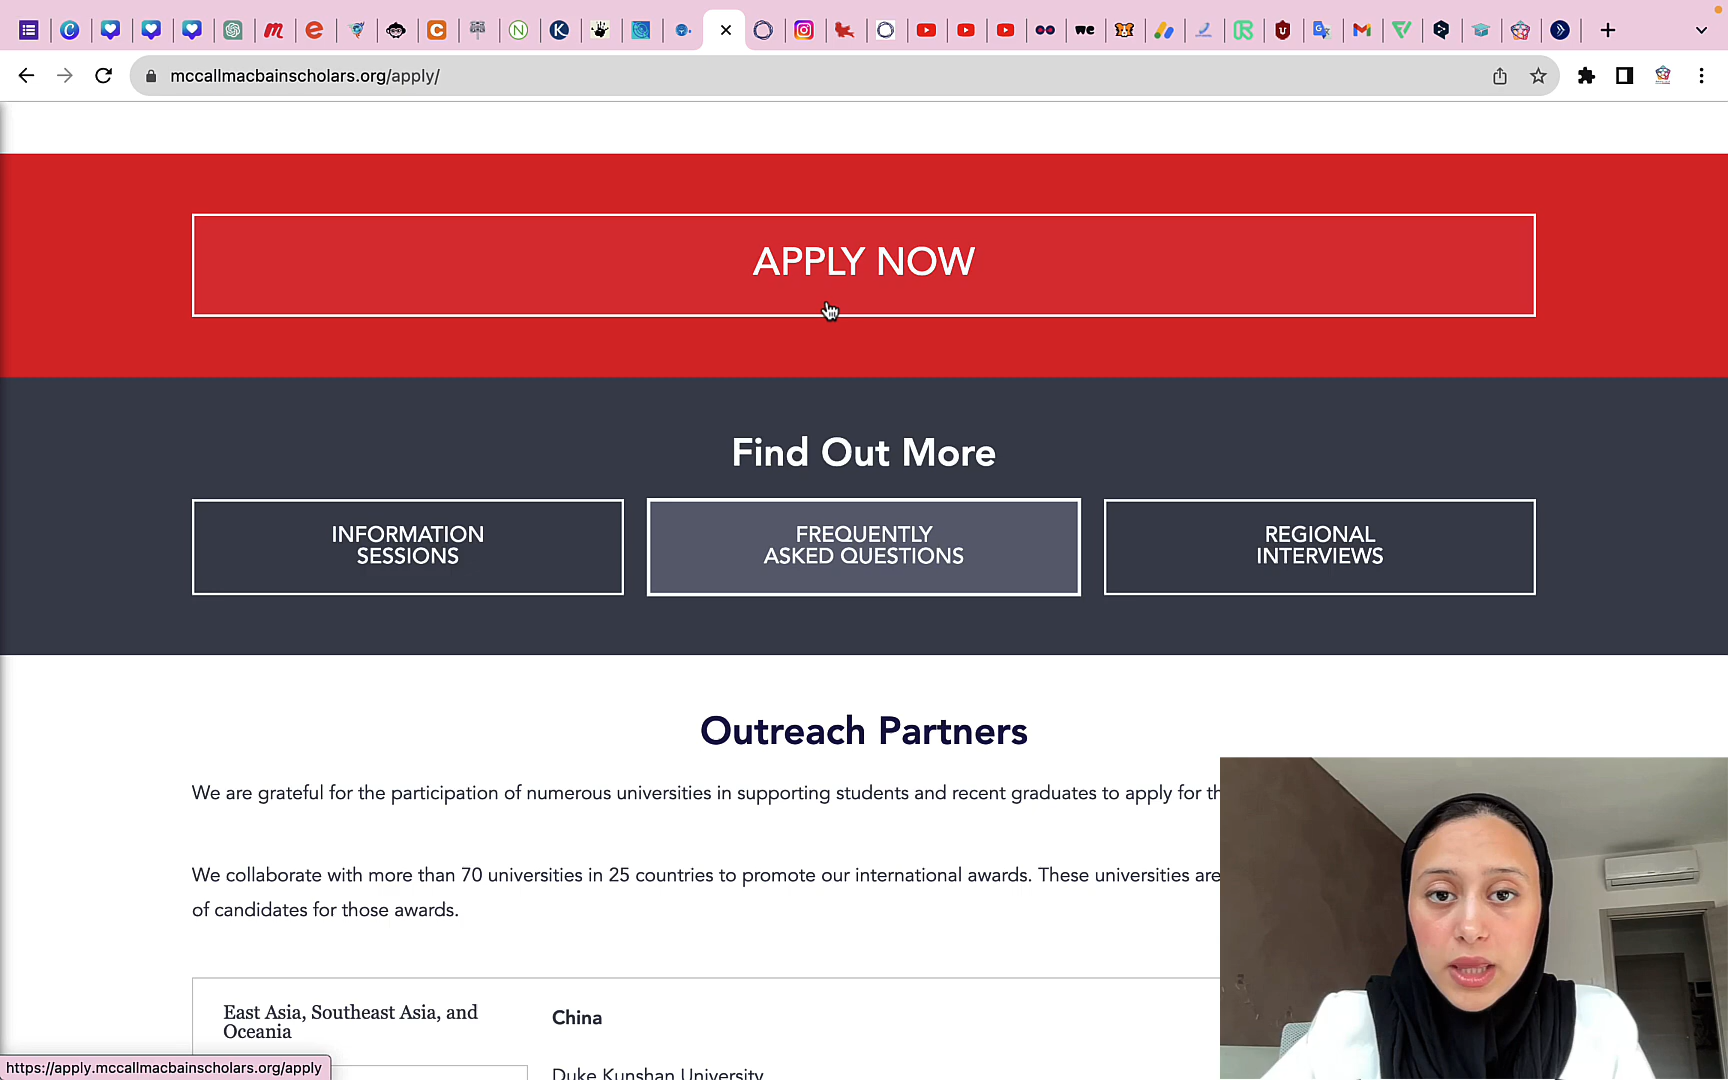 mccallmacbainscholars.org/apply/
APPLY NOW
Find Out More
INFORMATION
SESSIONS
FREQUENTLY
ASKED QUESTIONS
REGIONAL
INTERVIEWS
Outreach Partners
We are grateful for the participation of numerous universities in supporting students and recent graduates to apply for
We collaborate with more than 70 universities in 25 countries to promote our international awards. These universities are
of candidates for those awards.
East Asia, Southeast Asia, and
Oceania
China
Duke Kunshan University
https://apply.mccallmacbainscholars.org/apply